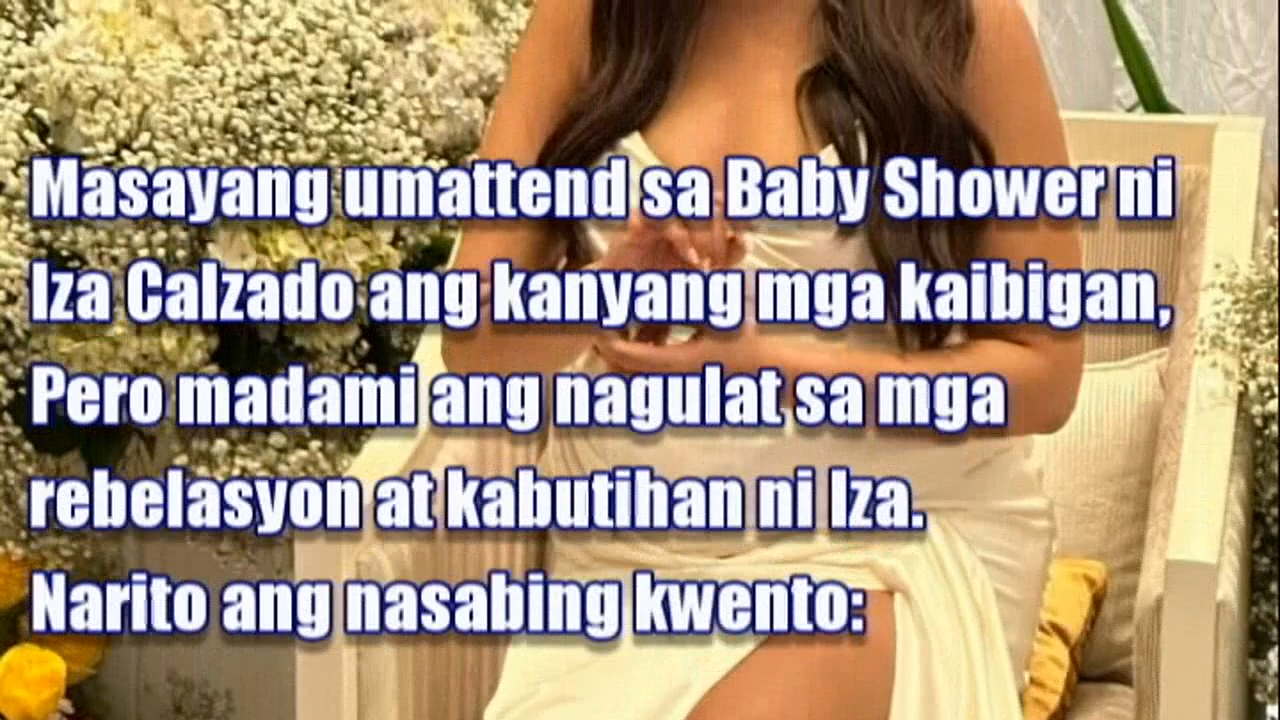 Masayang umattend sa Baby Shower ni
Iza Calzado ang kanyang mga kaibigan,
Pero madami ang nagulat sa mga
rebelasyon at kabutihan ni Iza.
Narito ang nasabing kwento: